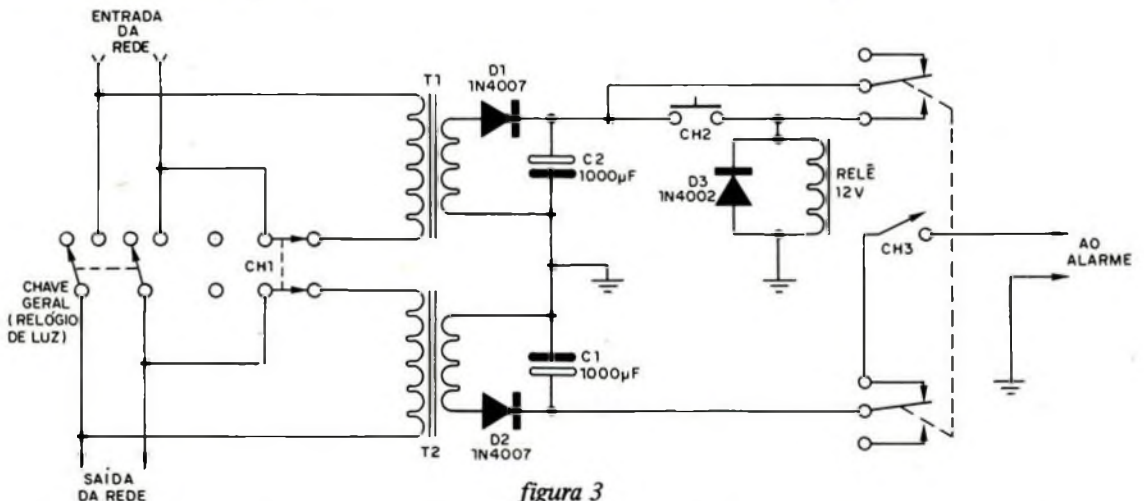 ENTRADA
DA
REDE
T1
D1
1N4007
C2
1000µF
CH2
D3
1N4002
RELÊ
12V
CH1
CH3
AO
ALARME
CHAVE
GERAL
(RELÓGIO
DE LUZ)
C1
1000µF
T2
D2
1N4007
SAÍDA
DA REDE
figura 3